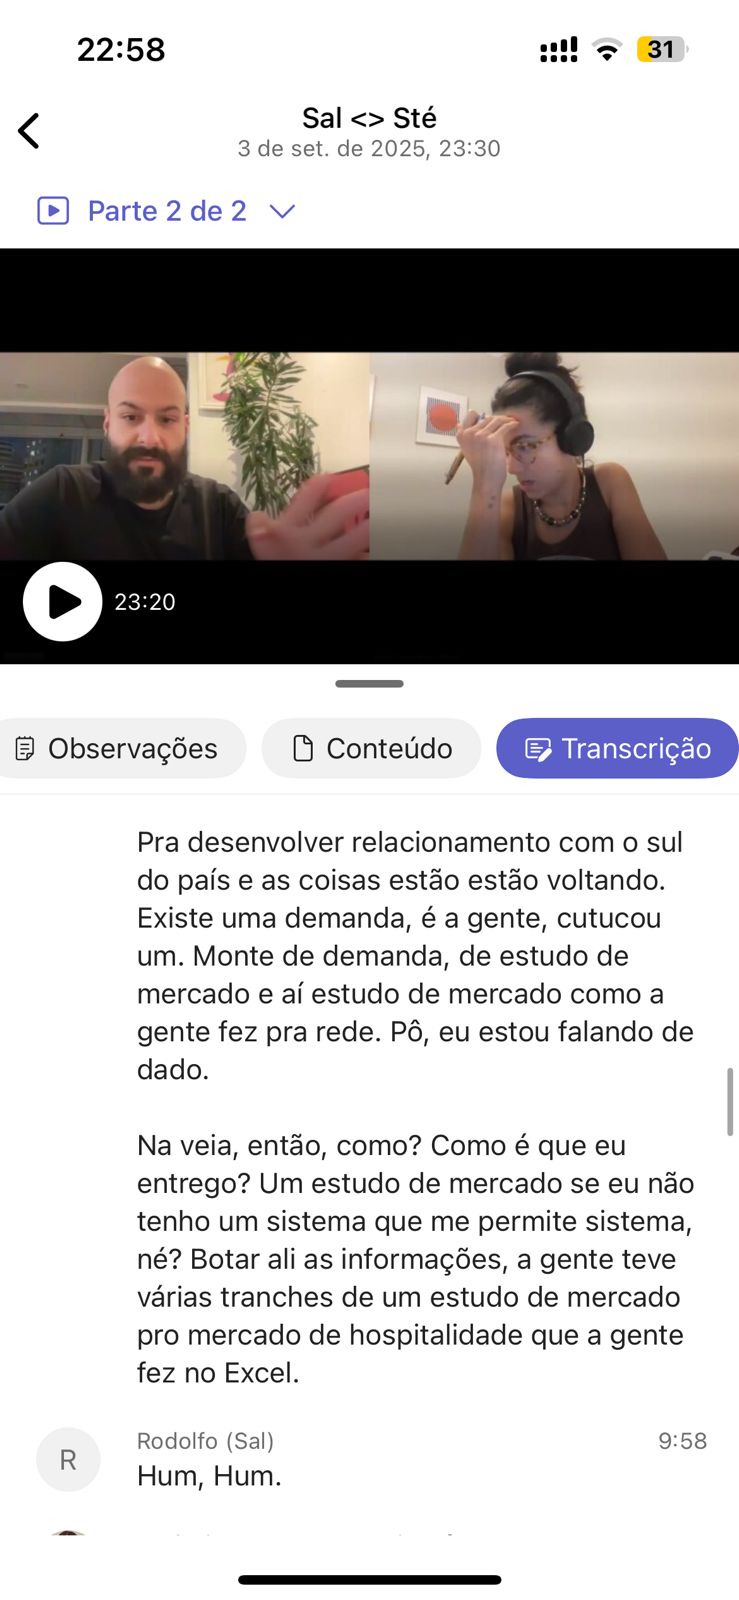 22:58
31
Sal <> Sté
3 de set. de 2025, 23:30
Parte 2 de 2
23:20
Observações
Conteúdo
Transcrição
Pra desenvolver relacionamento com o sul
do país e as coisas estão estão voltando.
Existe uma demanda, é a gente, cutucou
um. Monte de demanda, de estudo de
mercado e aí estudo de mercado como a
gente fez pra rede. Pô, eu estou falando de
dado.
Na veia, então, como? Como é que eu
entrego? Um estudo de mercado se eu não
tenho um sistema que me permite sistema,
né? Botar ali as informações, a gente teve
várias tranches de um estudo de mercado
pro mercado de hospitalidade que a gente
fez no Excel.
R
Rodolfo (Sal)
9:58
Hum, Hum.